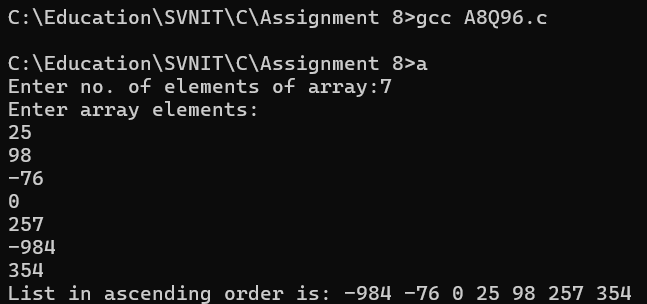 C:\Education\SVNIT\C\Assignment 8>gcc A8Q96.c
C:\Education\SVNIT\C\Assignment 8>a
Enter no. of elements of array:7
Enter array elements:
25
98
-76
0
257
-984
354
List in ascending order is: -984 -76 0 25 98 257 354